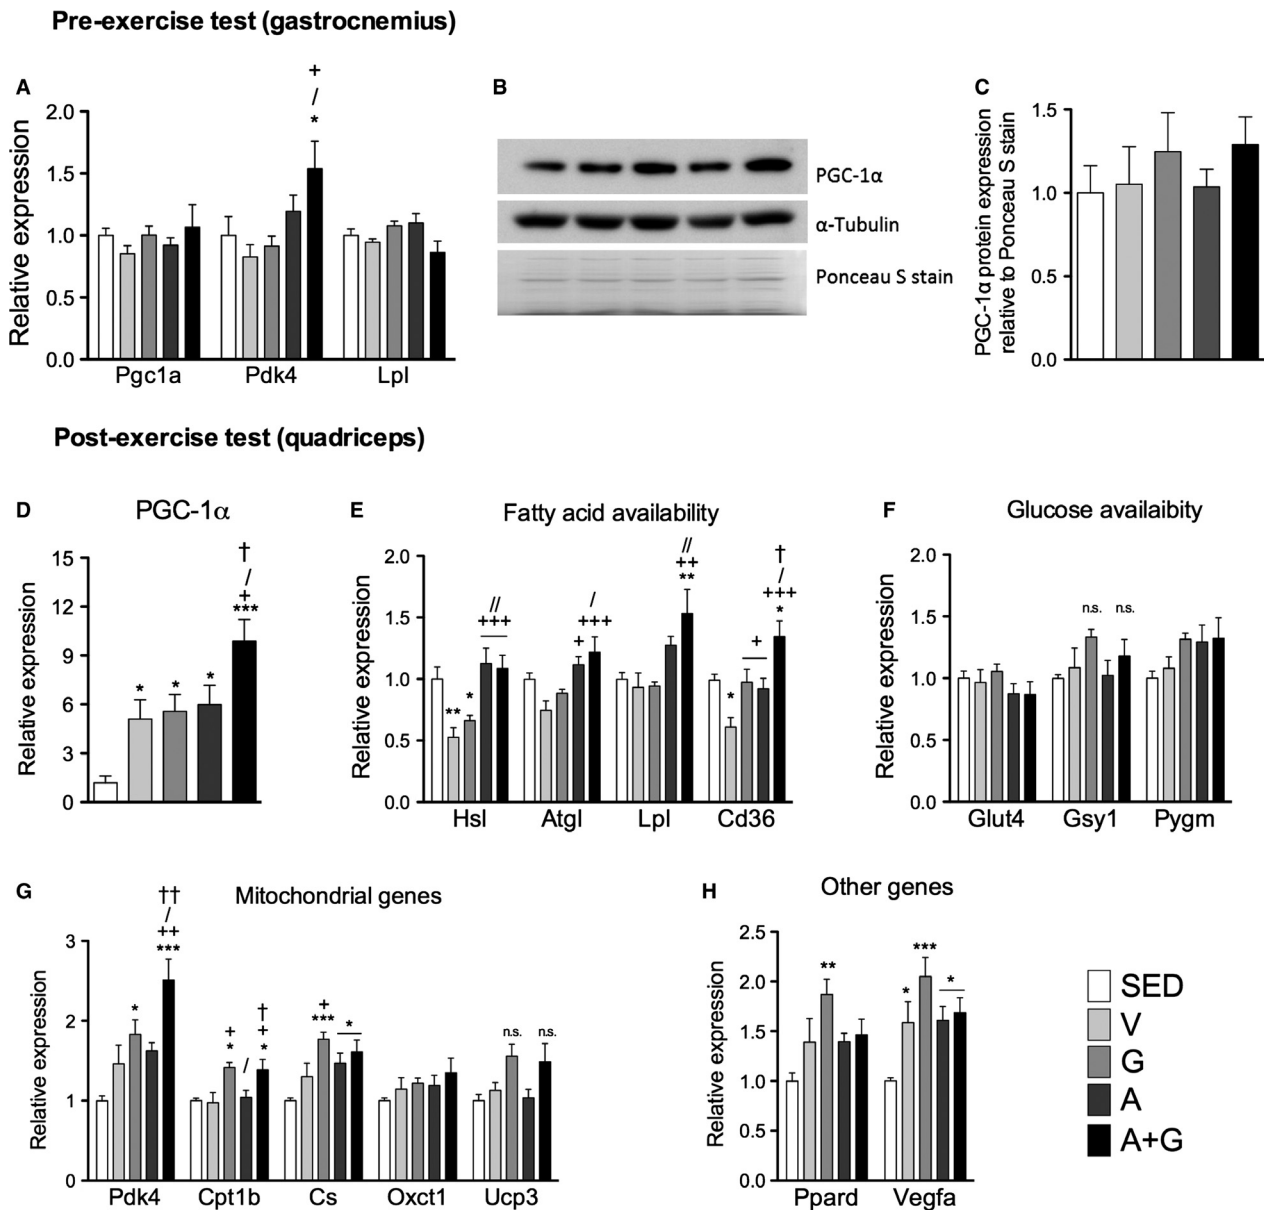 Pre-exercise test (gastrocnemius)
A
+
/
*
Relative expression
2.0
1.5
1.0
0.5
0.0
Pgc1a Pdk4 Lpl
B
PGC-1α
α-Tubulin
Ponceau S stain
C
PGC-1α protein expression
relative to Ponceau S stain
1.5
1.0
0.5
0.0
Post-exercise test (quadriceps)
D
PGC-1α
Relative expression
15
12
9
6
3
0
* * *
†
/
+
***
E
Fatty acid availability
Relative expression
2.0
1.5
1.0
0.5
0.0
** *
//
+++
+
/
+++
//
++
**
*
+
†
/
+++
*
Hsl Atgl Lpl Cd36
F
Glucose availaibity
Relative expression
2.0
1.5
1.0
0.5
0.0
n.s. n.s.
Glut4 Gsy1 Pygm
G
Mitochondrial genes
Relative expression
3
2
1
0
*
††
/
++
***
+
*
/
†
+
*
+
***
*
n.s. n.s.
Pdk4 Cpt1b Cs Oxct1 Ucp3
H
Other genes
Relative expression
2.5
2.0
1.5
1.0
0.5
0.0
**
* *** *
Ppard Vegfa
SED
V
G
A
A+G